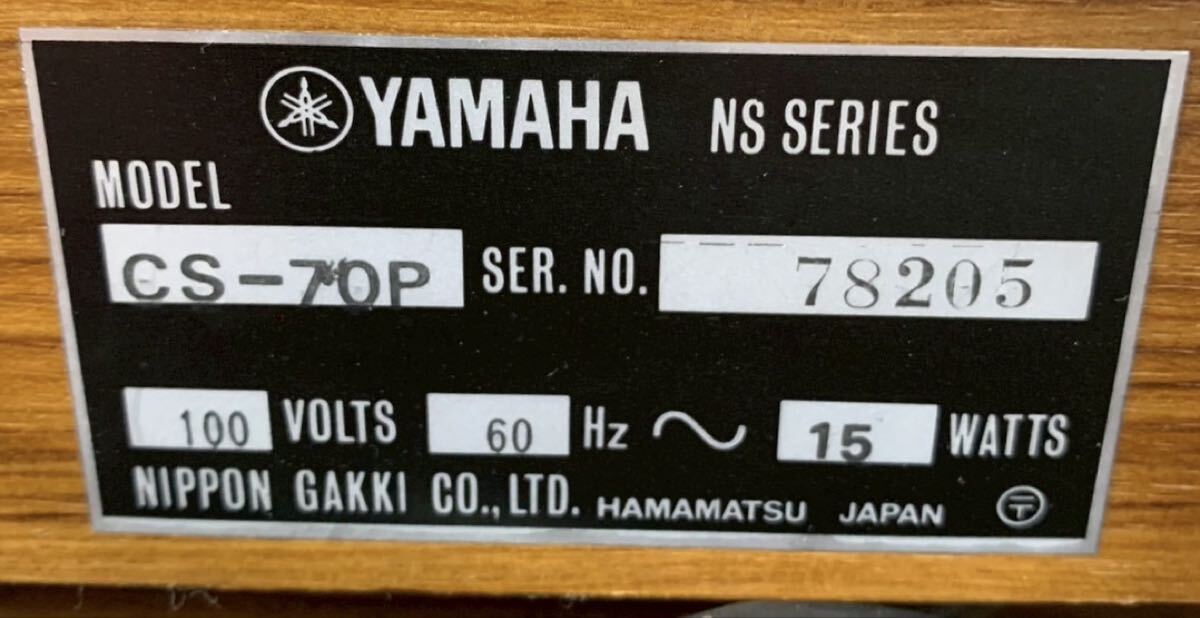 YAMAHA NS SERIES
MODEL
CS-70P SER. NO. 78205
100 VOLTS 60 Hz 15 WATTS
NIPPON GAKKI CO., LTD. HAMAMATSU JAPAN 〒